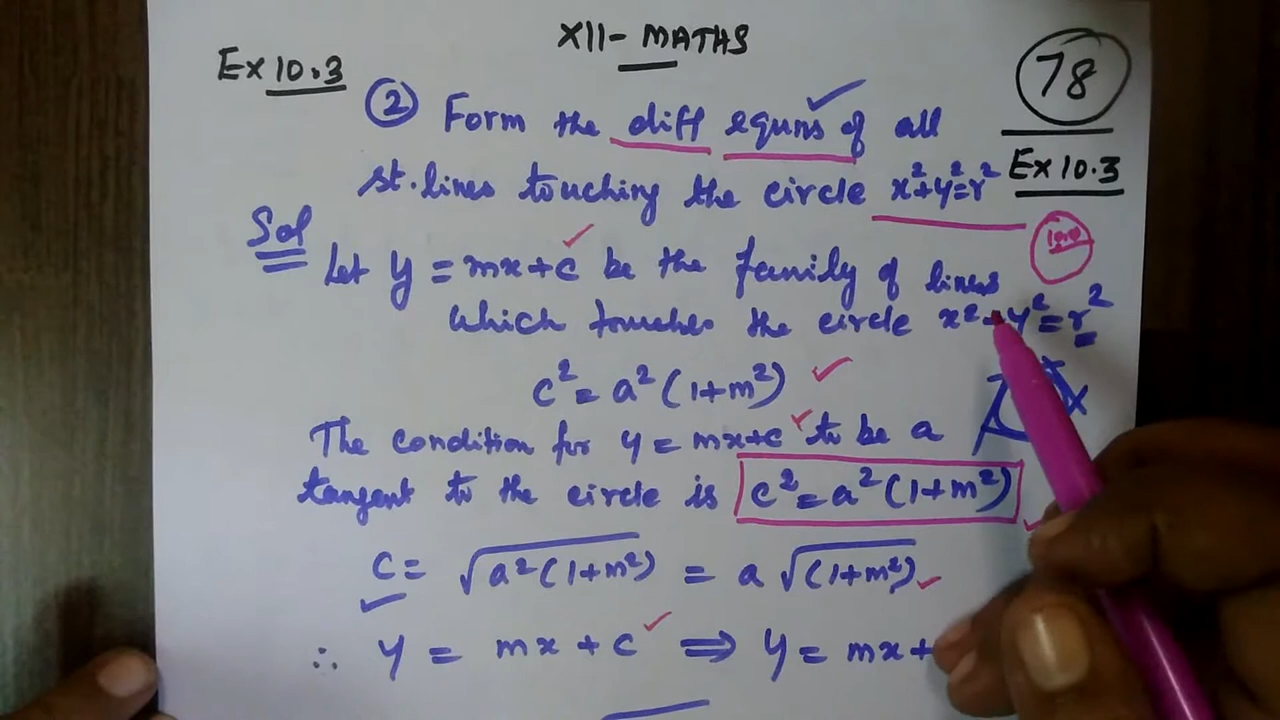 XII- MATHS
Ex 10.3
78
② Form the diff equns of all
st.lines touching the circle x²+y²=r²
Ex 10.3
Sol
Let y = mx+c be the family of lines
which touches the circle x²+y²=r²
c² = a²(1+m²)
The condition for y = mx+c to be a
tangent to the circle is c²=a²(1+m²)
c = √a²(1+m²) = a √(1+m²)
∴ y = mx + c ⇒ y = mx+